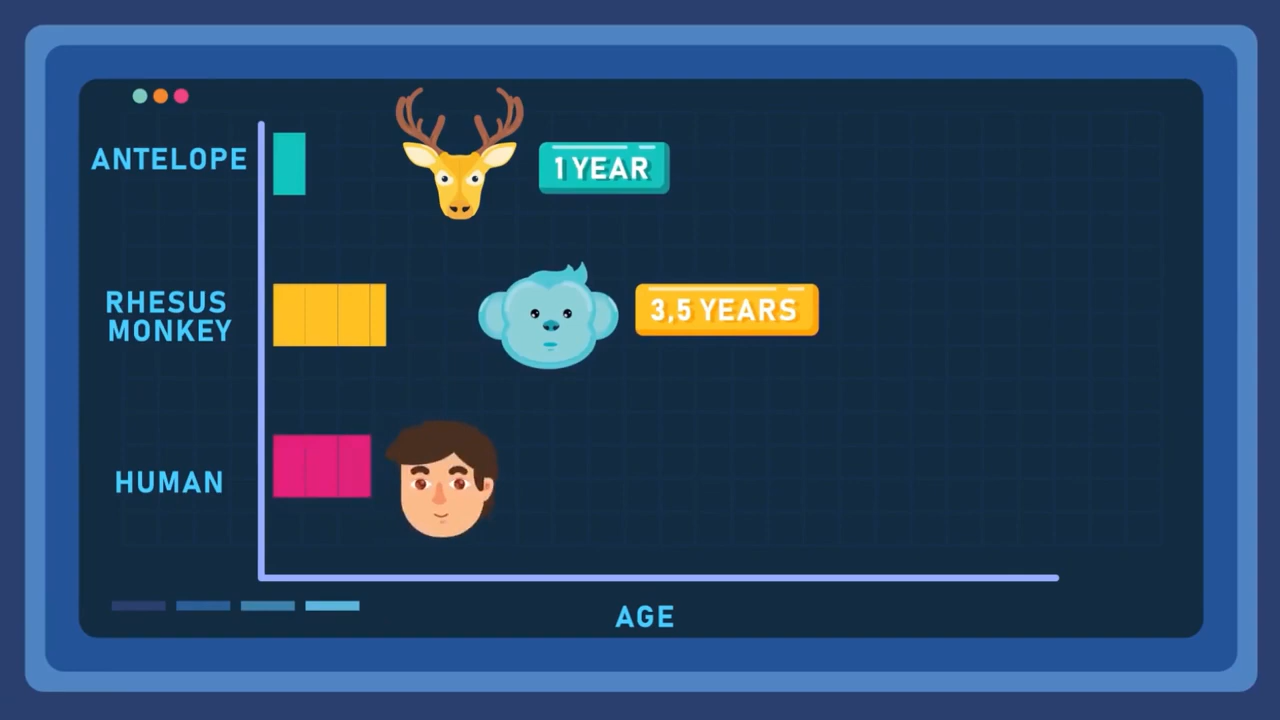 ANTELOPE
1 YEAR
RHESUS
MONKEY
3,5 YEARS
HUMAN
AGE